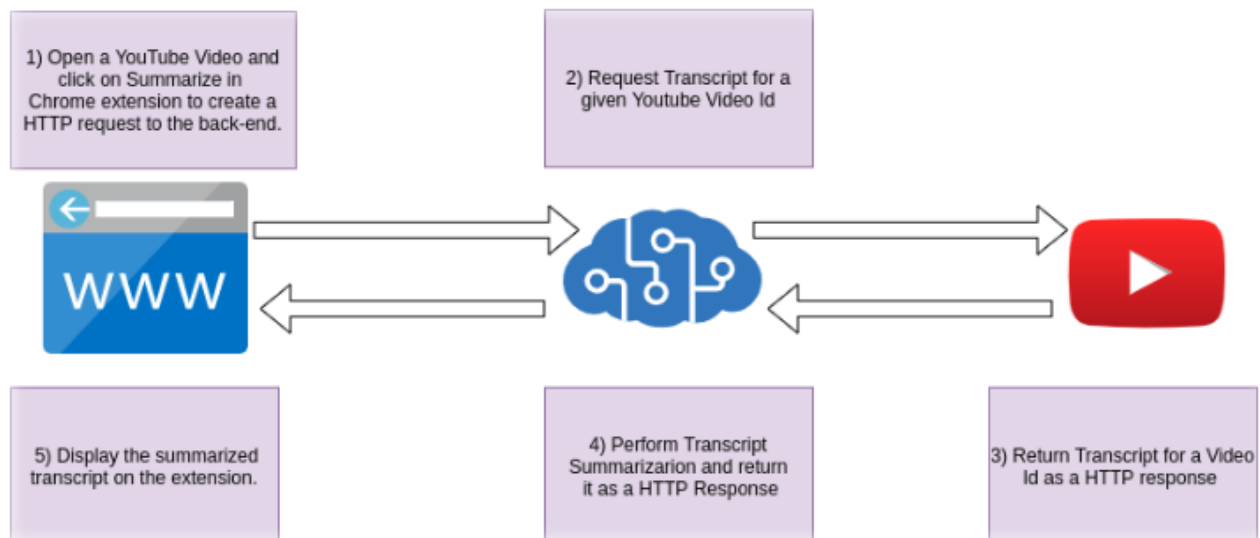 1) Open a YouTube Video and
click on Summarize in
Chrome extension to create a
HTTP request to the back-end.
2) Request Transcript for a
given Youtube Video Id
WWW
5) Display the summarized
transcript on the extension.
4) Perform Transcript
Summarizarion and return
it as a HTTP Response
3) Return Transcript for a Video
Id as a HTTP response